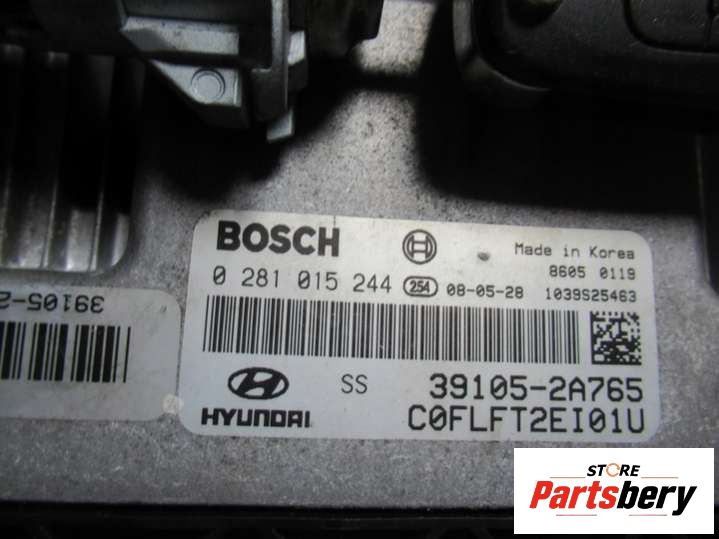 BOSCH
Made in Korea
8605 0119
0 281 015 244 254 08-05-28 1039S25463
39105-2
SS 39105-2A765
HYUNDAI C0FLFT2EI01U
STORE
Partsbery